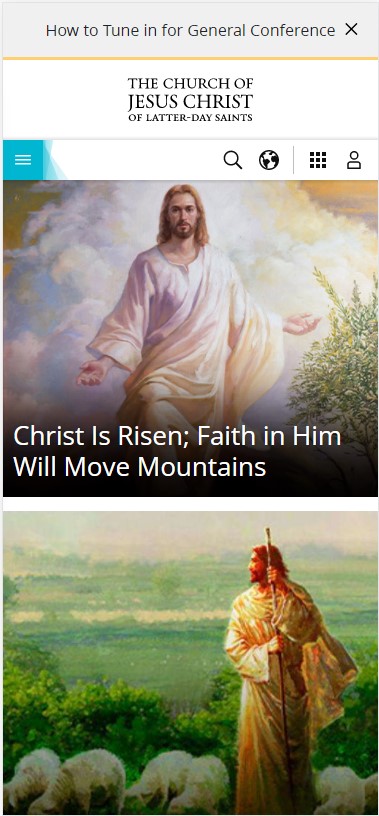 How to Tune in for General Conference
THE CHURCH OF
JESUS CHRIST
OF LATTER-DAY SAINTS
Christ Is Risen; Faith in Him
Will Move Mountains